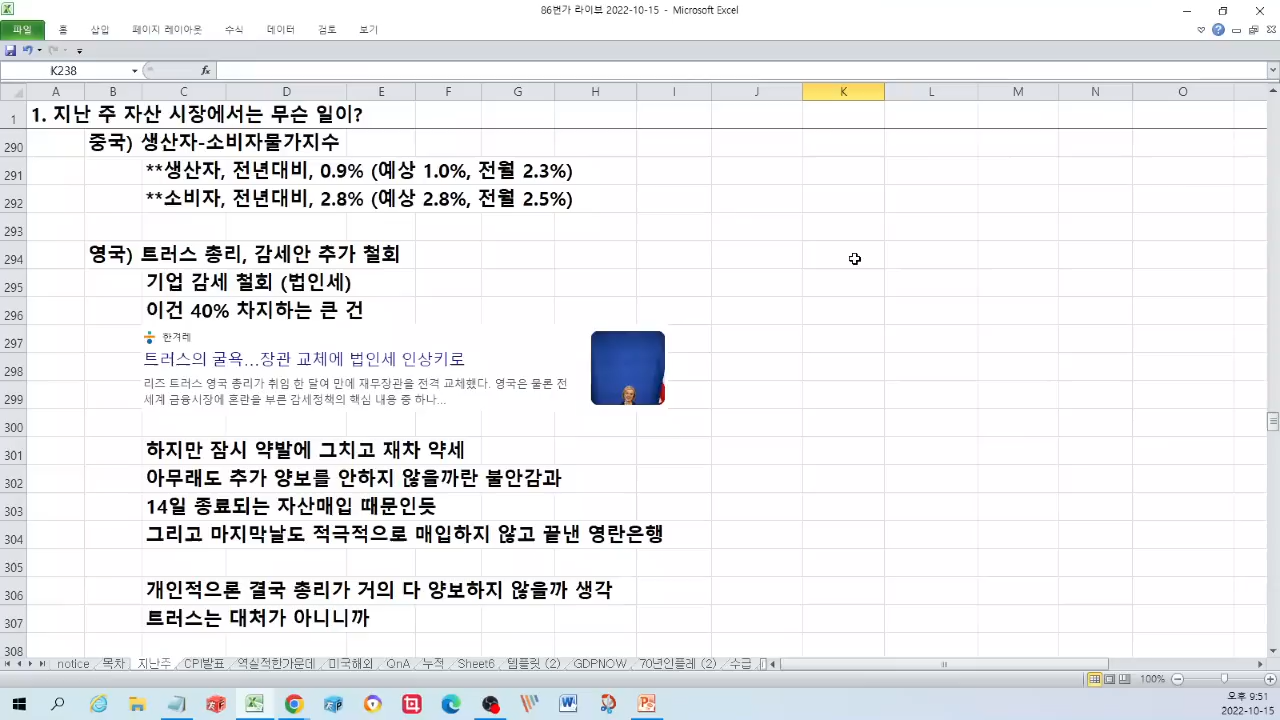 86번가 라이브 2022-10-15 - Microsoft Excel
파일 홈 삽입 페이지 레이아웃 수식 데이터 검토 보기
K238 fx
A B C D E F G H I J K L M N O
1 1. 지난 주 자산 시장에서는 무슨 일이?
290 중국) 생산자-소비자물가지수
291 **생산자, 전년대비, 0.9% (예상 1.0%, 전월 2.3%)
292 **소비자, 전년대비, 2.8% (예상 2.8%, 전월 2.5%)
293
294 영국) 트러스 총리, 감세안 추가 철회
295 기업 감세 철회 (법인세)
296 이건 40% 차지하는 큰 건
297 한겨레
298 트러스의 굴욕...장관 교체에 법인세 인상키로
리즈 트러스 영국 총리가 취임 한 달여 만에 재무장관을 전격 교체했다. 영국은 물론 전
299 세계 금융시장에 혼란을 부른 감세정책의 핵심 내용 중 하나...
300
301 하지만 잠시 약발에 그치고 재차 약세
302 아무래도 추가 양보를 안하지 않을까란 불안감과
303 14일 종료되는 자산매입 때문인듯
304 그리고 마지막날도 적극적으로 매입하지 않고 끝낸 영란은행
305
306 개인적으론 결국 총리가 거의 다 양보하지 않을까 생각
307 트러스는 대처가 아니니까
308
notice 목차 지난주 CPI발표 역실적한가운데 미국해외 QnA 누적 Sheet6 템플릿 (2) GDPNOW 70년인플레 (2) 수급
100%
오후 9:51
2022-10-15